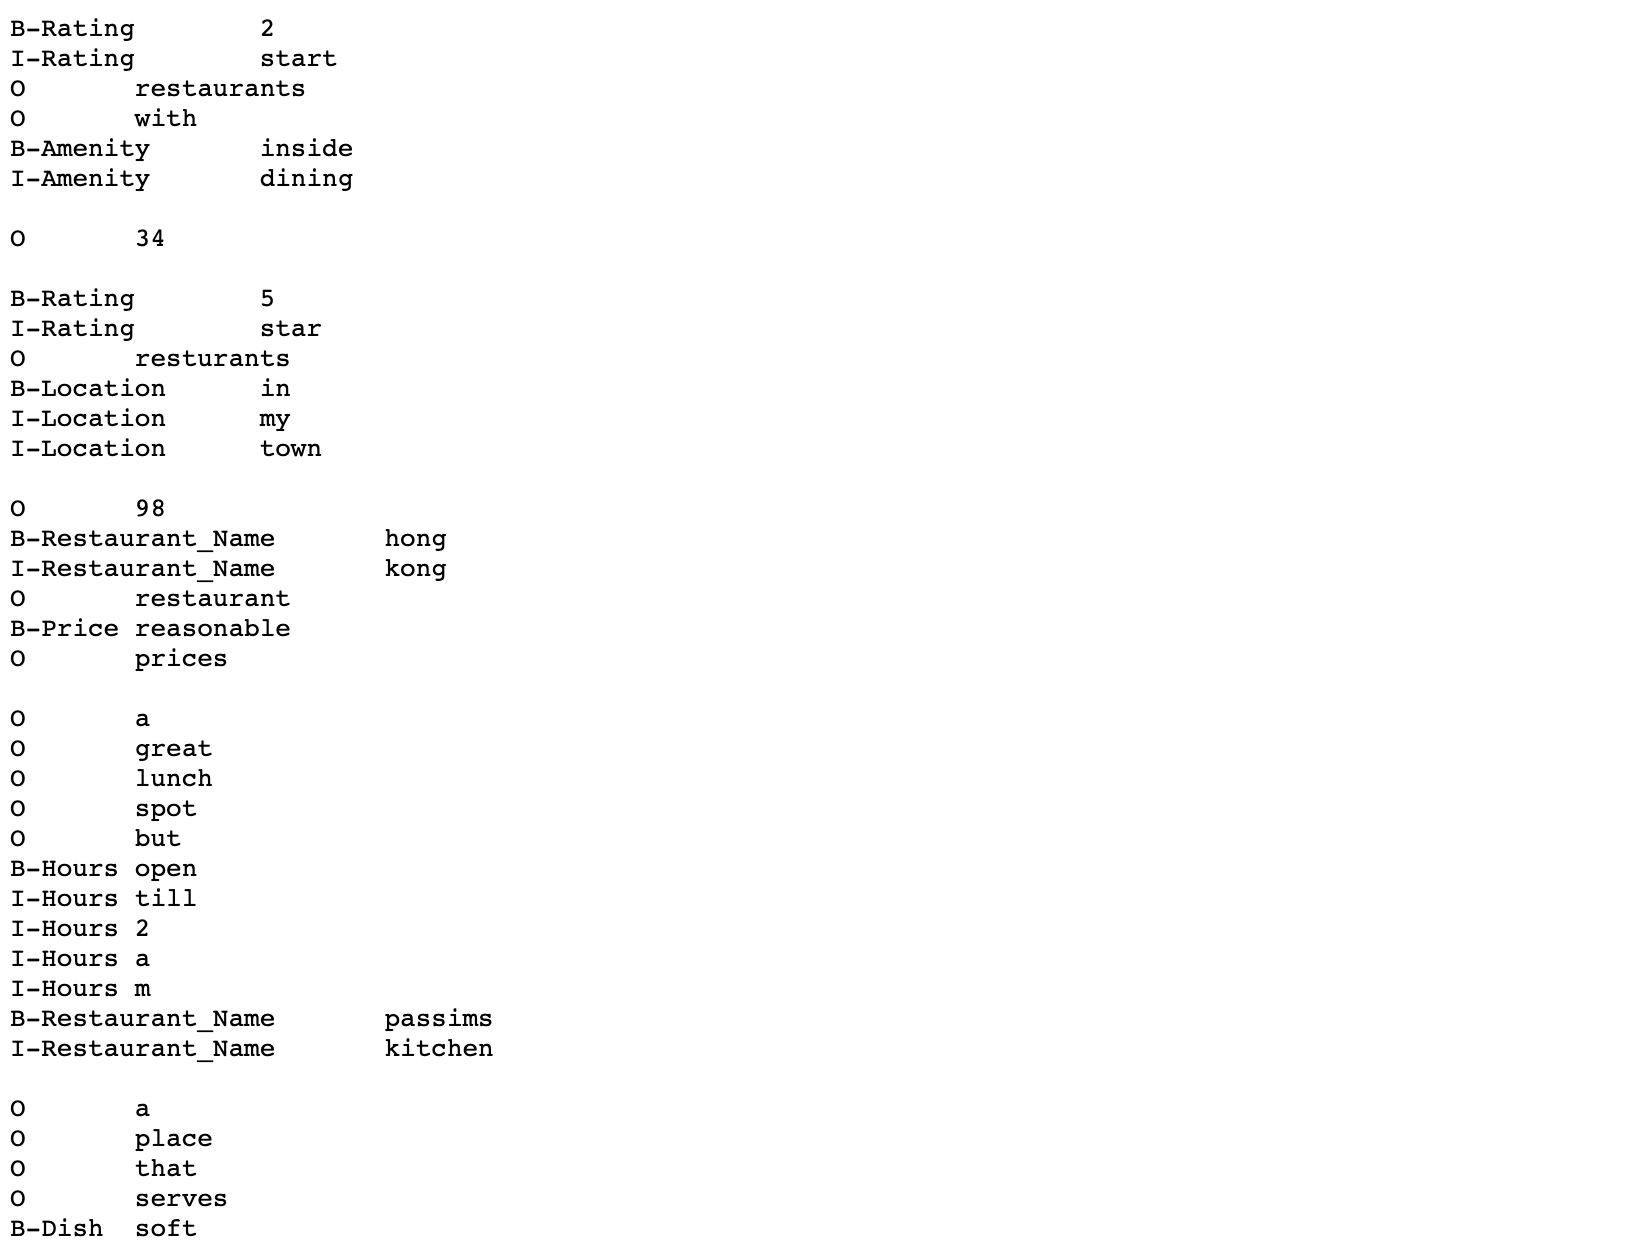 B-Rating	2
I-Rating	start
O	restaurants
O	with
B-Amenity	inside
I-Amenity	dining

O	34

B-Rating	5
I-Rating	star
O	resturants
B-Location	in
I-Location	my
I-Location	town

O	98
B-Restaurant_Name	hong
I-Restaurant_Name	kong
O	restaurant
B-Price	reasonable
O	prices

O	a
O	great
O	lunch
O	spot
O	but
B-Hours	open
I-Hours	till
I-Hours	2
I-Hours	a
I-Hours	m
B-Restaurant_Name	passims
I-Restaurant_Name	kitchen

O	a
O	place
O	that
O	serves
B-Dish	soft